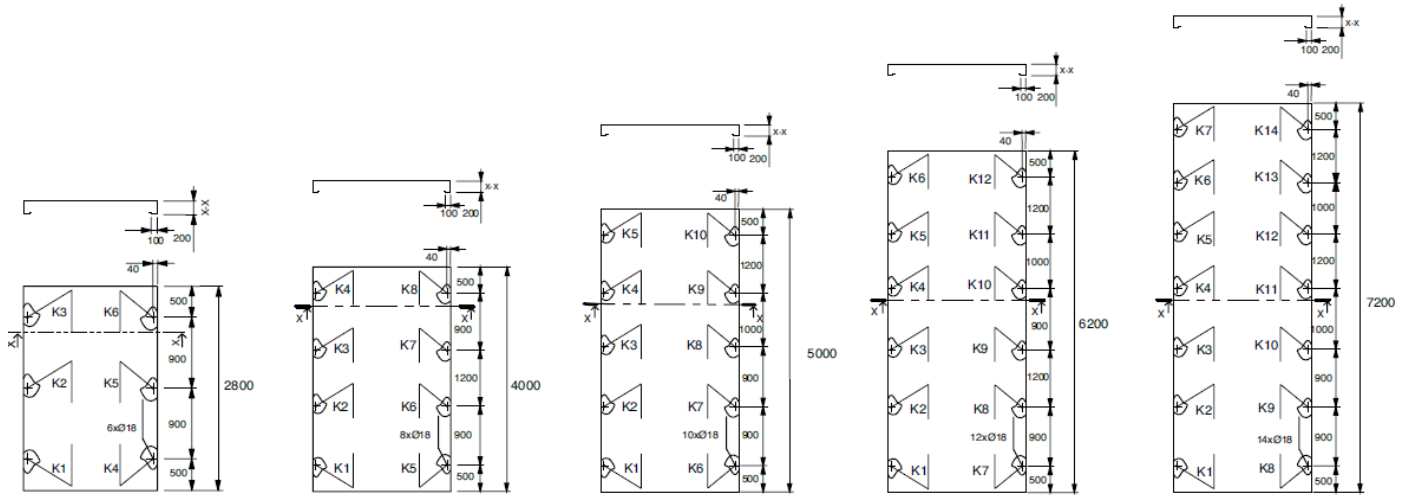 X-X
100 200
40
K3 K6
500
X X
900
K2 K5
2800
6xØ18
900
K1 K4
500
X-X
100 200
40
K4 K8
500
X X
900
K3 K7
1200
4000
K2 K6
8xØ18
900
K1 K5
500
X-X
100 200
40
K5 K10
500
1200
K4 K9
X X
1000
K3 K8
5000
900
K2 K7
10xØ18
900
K1 K6
500
X-X
100 200
40
500
K6 K12
1200
K5 K11
1000
K4 K10
X X
6200
900
K3 K9
1200
K2 K8
12xØ18
900
K1 K7
500
X-X
100 200
40
500
K7 K14
1200
K6 K13
1000
K5 K12
1200
K4 K11
7200
X X
1000
K3 K10
900
K2 K9
14xØ18
900
K1 K8
500